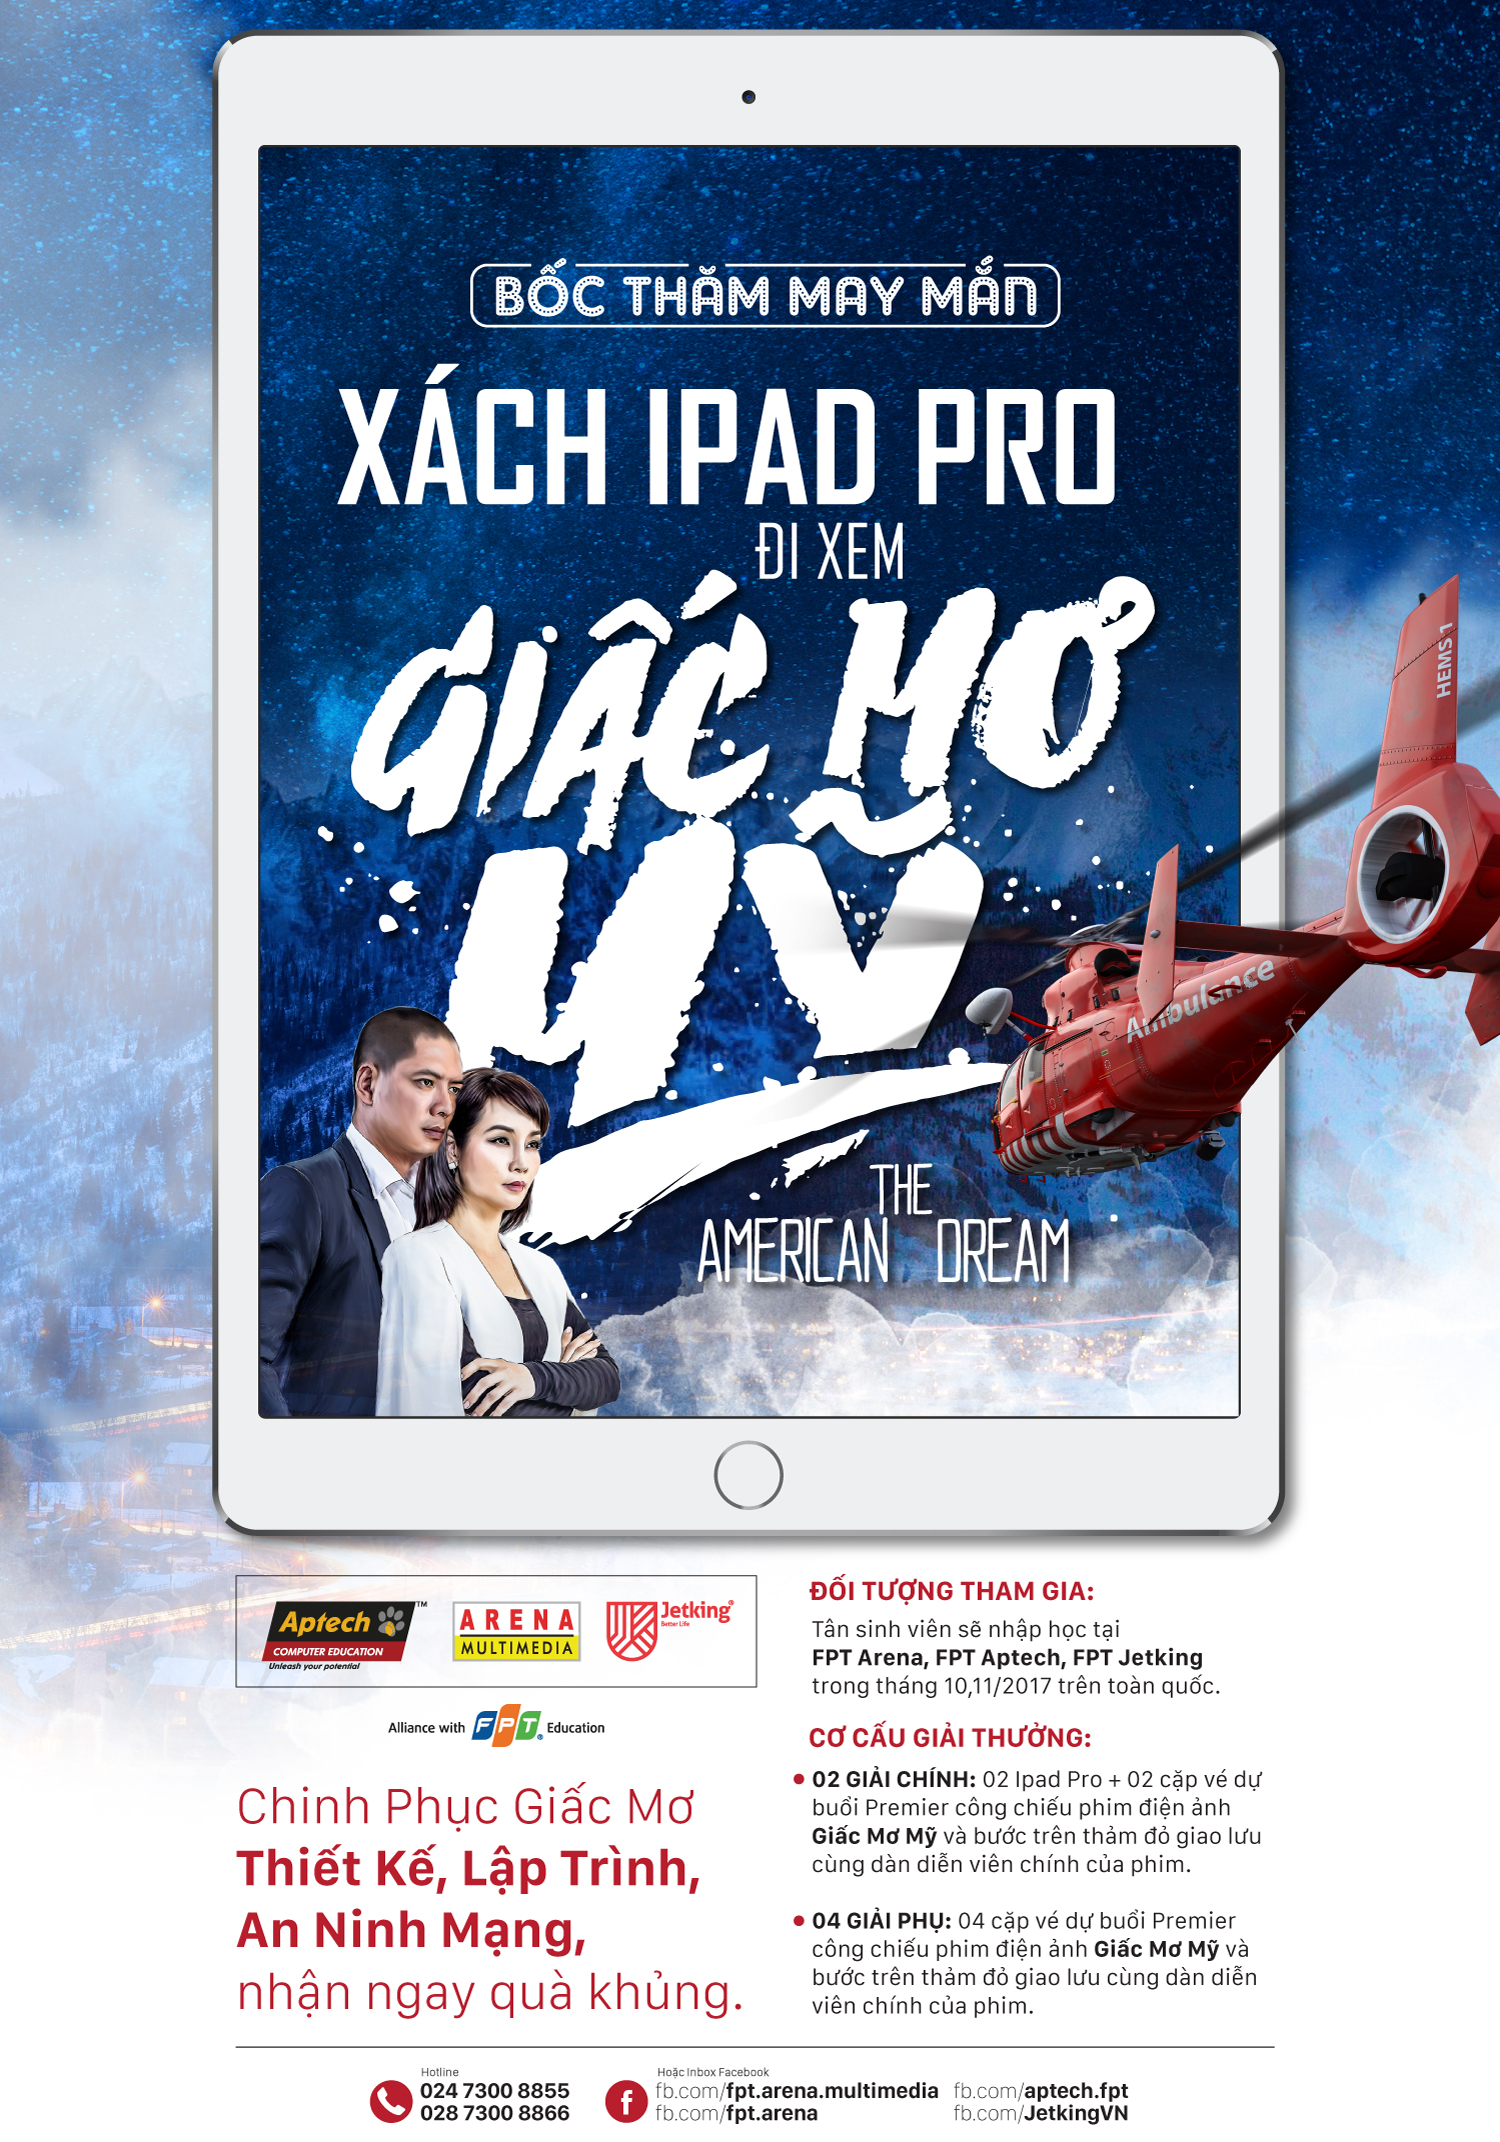 BỐC THĂM MAY MẮN
XÁCH IPAD PRO
ĐI XEM
GIẤC MƠ
MỸ
THE
AMERICAN DREAM
HEMS 1
Ambulance
Aptech™
COMPUTER EDUCATION
Unleash your potential
ARENA
MULTIMEDIA
Jetking®
Better Life
Alliance with FPT® Education
Chinh Phục Giấc Mơ
Thiết Kế, Lập Trình,
An Ninh Mạng,
nhận ngay quà khủng.
ĐỐI TƯỢNG THAM GIA:
Tân sinh viên sẽ nhập học tại
FPT Arena, FPT Aptech, FPT Jetking
trong tháng 10,11/2017 trên toàn quốc.
CƠ CẤU GIẢI THƯỞNG:
• 02 GIẢI CHÍNH: 02 Ipad Pro + 02 cặp vé dự
buổi Premier công chiếu phim điện ảnh
Giấc Mơ Mỹ và bước trên thảm đỏ giao lưu
cùng dàn diễn viên chính của phim.
• 04 GIẢI PHỤ: 04 cặp vé dự buổi Premier
công chiếu phim điện ảnh Giấc Mơ Mỹ và
bước trên thảm đỏ giao lưu cùng dàn diễn
viên chính của phim.
Hotline
024 7300 8855
028 7300 8866
Hoặc Inbox Facebook
fb.com/fpt.arena.multimedia
fb.com/fpt.arena
fb.com/aptech.fpt
fb.com/JetkingVN